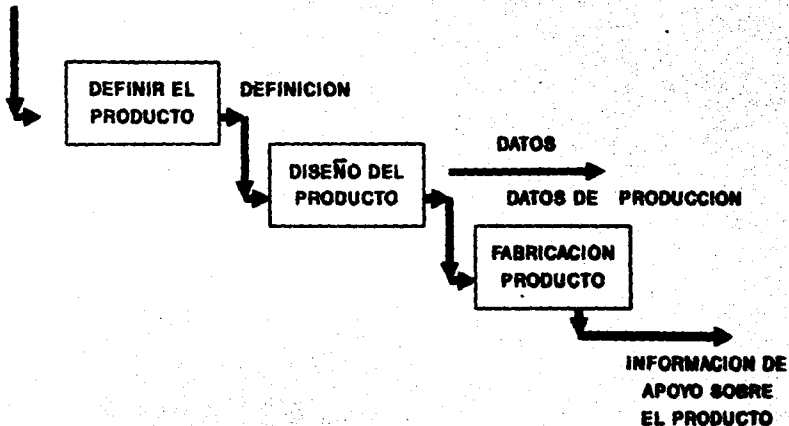 DEFINIR EL
PRODUCTO
DEFINICION
DISEÑO DEL
PRODUCTO
DATOS
DATOS DE PRODUCCION
FABRICACION
PRODUCTO
INFORMACION DE
APOYO SOBRE
EL PRODUCTO